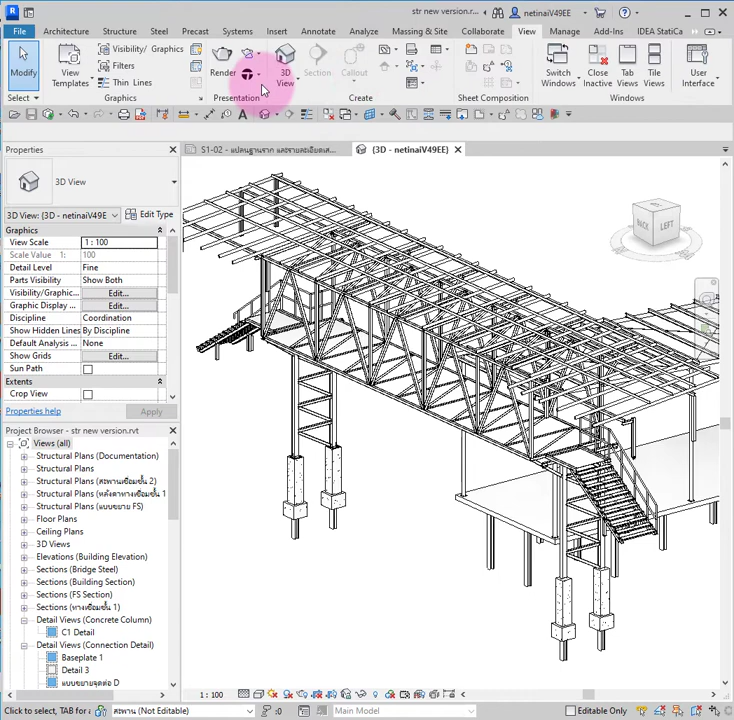 str new version.r...
netinaiV49EE
File Architecture Structure Steel Precast Systems Insert Annotate Analyze Massing & Site Collaborate View Manage Add-Ins IDEA StatiCa
Modify
View Templates
Visibility/ Graphics
Filters
Thin Lines
Render
3D View
Section
Callout
Switch Windows
Close Inactive
Tab Views
Tile Views
User Interface
Select
Graphics
Presentation
Create
Sheet Composition
Windows
Properties
S1-02 - แปลนฐานราก และรายละเอียดเส...
(3D - netinaiV49EE)
3D View
3D View: (3D - netinaiV49E
Edit Type
Graphics
View Scale 1 : 100
Scale Value 1: 100
Detail Level Fine
Parts Visibility Show Both
Visibility/Graphic... Edit...
Graphic Display ... Edit...
Discipline Coordination
Show Hidden Lines By Discipline
Default Analysis ... None
Show Grids Edit...
Sun Path
Extents
Crop View
Properties help
Apply
BACK LEFT
Project Browser - str new version.rvt
Views (all)
Structural Plans (Documentation)
Structural Plans
Structural Plans (สะพานเชื่อมชั้น 2)
Structural Plans (หลังคาทางเชื่อมชั้น 1
Structural Plans (แบบขยาย FS)
Floor Plans
Ceiling Plans
3D Views
Elevations (Building Elevation)
Sections (Bridge Steel)
Sections (Building Section)
Sections (FS Section)
Sections (ทางเชื่อมชั้น 1)
Detail Views (Concrete Column)
C1 Detail
Detail Views (Connection Detail)
Baseplate 1
Detail 3
แบบขยายจุดต่อ D
1 : 100
Click to select, TAB for a
สะพาน (Not Editable)
:0
Main Model
Editable Only